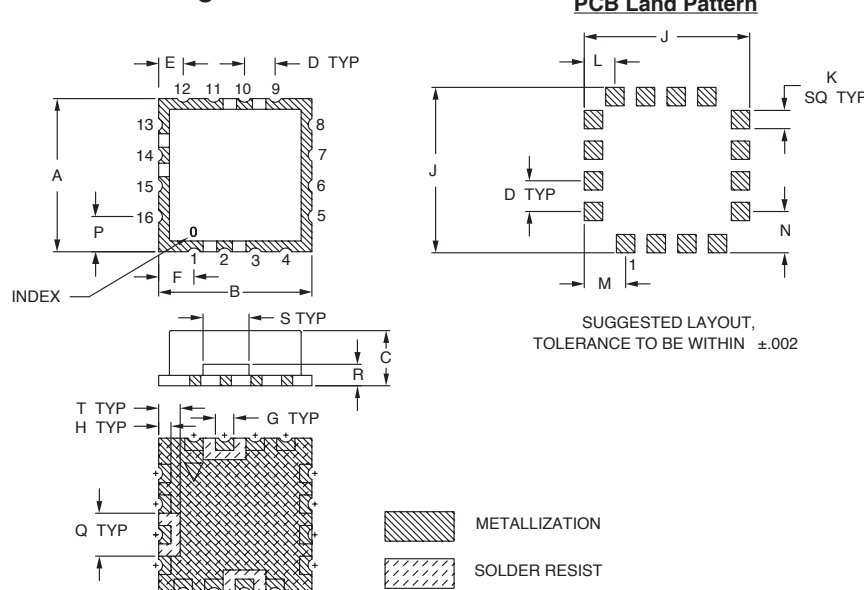 PCB Land Pattern
E
D TYP
12 11 10 9
13
14
15
16
8
7
6
5
A
P
0
1 2 3 4
F
B
INDEX
S TYP
C
R
T TYP
H TYP
G TYP
Q TYP
J
L
K
SQ TYP
J
D TYP
N
1
M
SUGGESTED LAYOUT,
TOLERANCE TO BE WITHIN ±.002
METALLIZATION
SOLDER RESIST